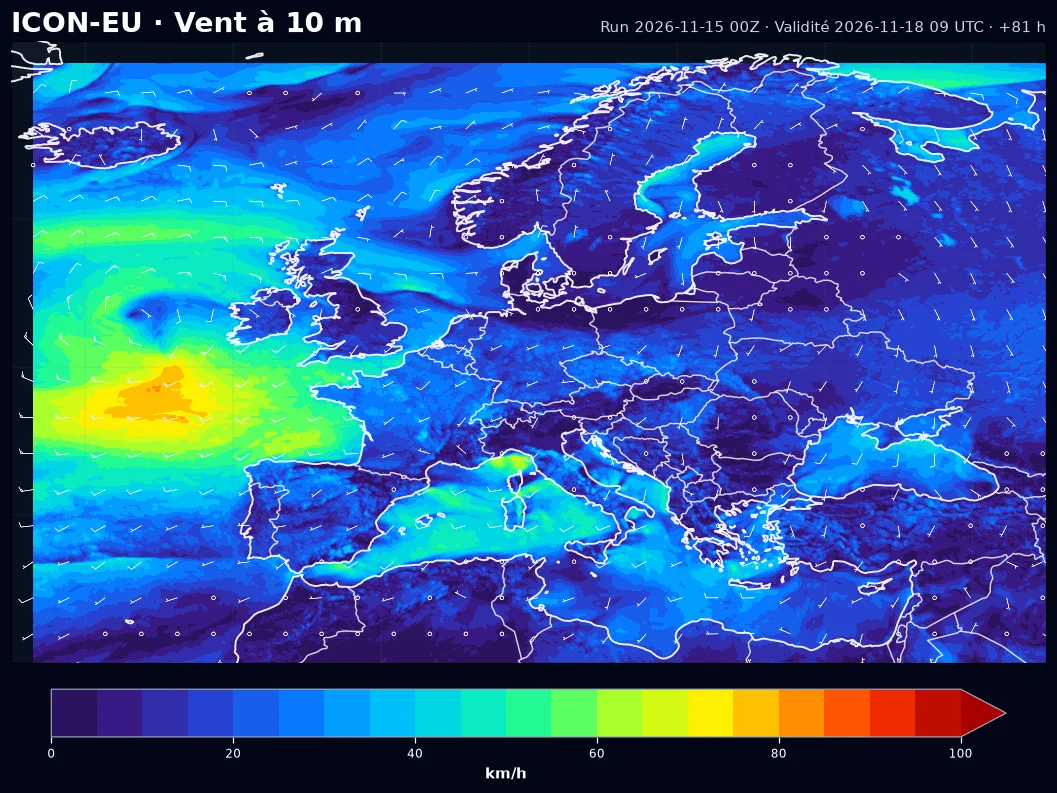 ICON-EU · Vent à 10 m
Run 2026-11-15 00Z · Validité 2026-11-18 09 UTC · +81 h
0 20 40 60 80 100
km/h